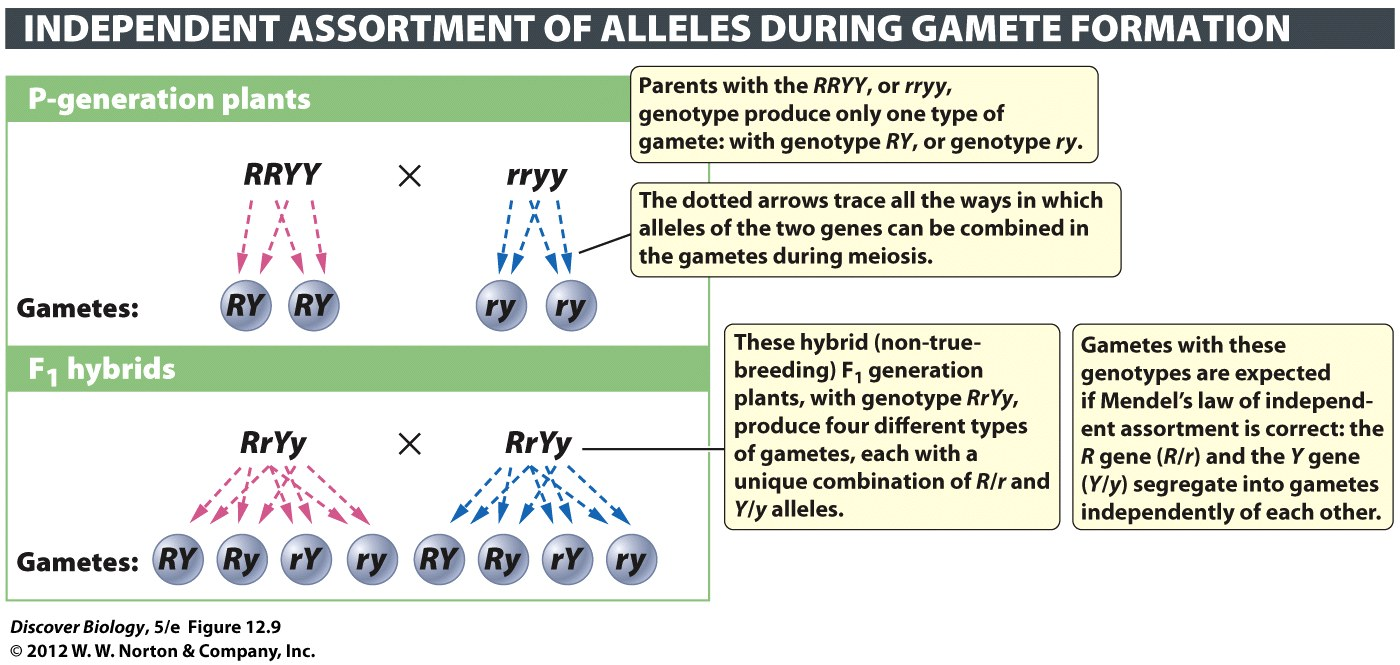 INDEPENDENT ASSORTMENT OF ALLELES DURING GAMETE FORMATION
P-generation plants
Parents with the RRYY, or rryy,
genotype produce only one type of
gamete: with genotype RY, or genotype ry.
RRYY × rryy
The dotted arrows trace all the ways in which
alleles of the two genes can be combined in
the gametes during meiosis.
Gametes: RY RY ry ry
F1 hybrids
These hybrid (non-true-
breeding) F1 generation
plants, with genotype RrYy,
produce four different types
of gametes, each with a
unique combination of R/r and
Y/y alleles.
Gametes with these
genotypes are expected
if Mendel's law of independ-
ent assortment is correct: the
R gene (R/r) and the Y gene
(Y/y) segregate into gametes
independently of each other.
RrYy × RrYy
Gametes: RY Ry rY ry RY Ry rY ry
Discover Biology, 5/e Figure 12.9
© 2012 W. W. Norton & Company, Inc.